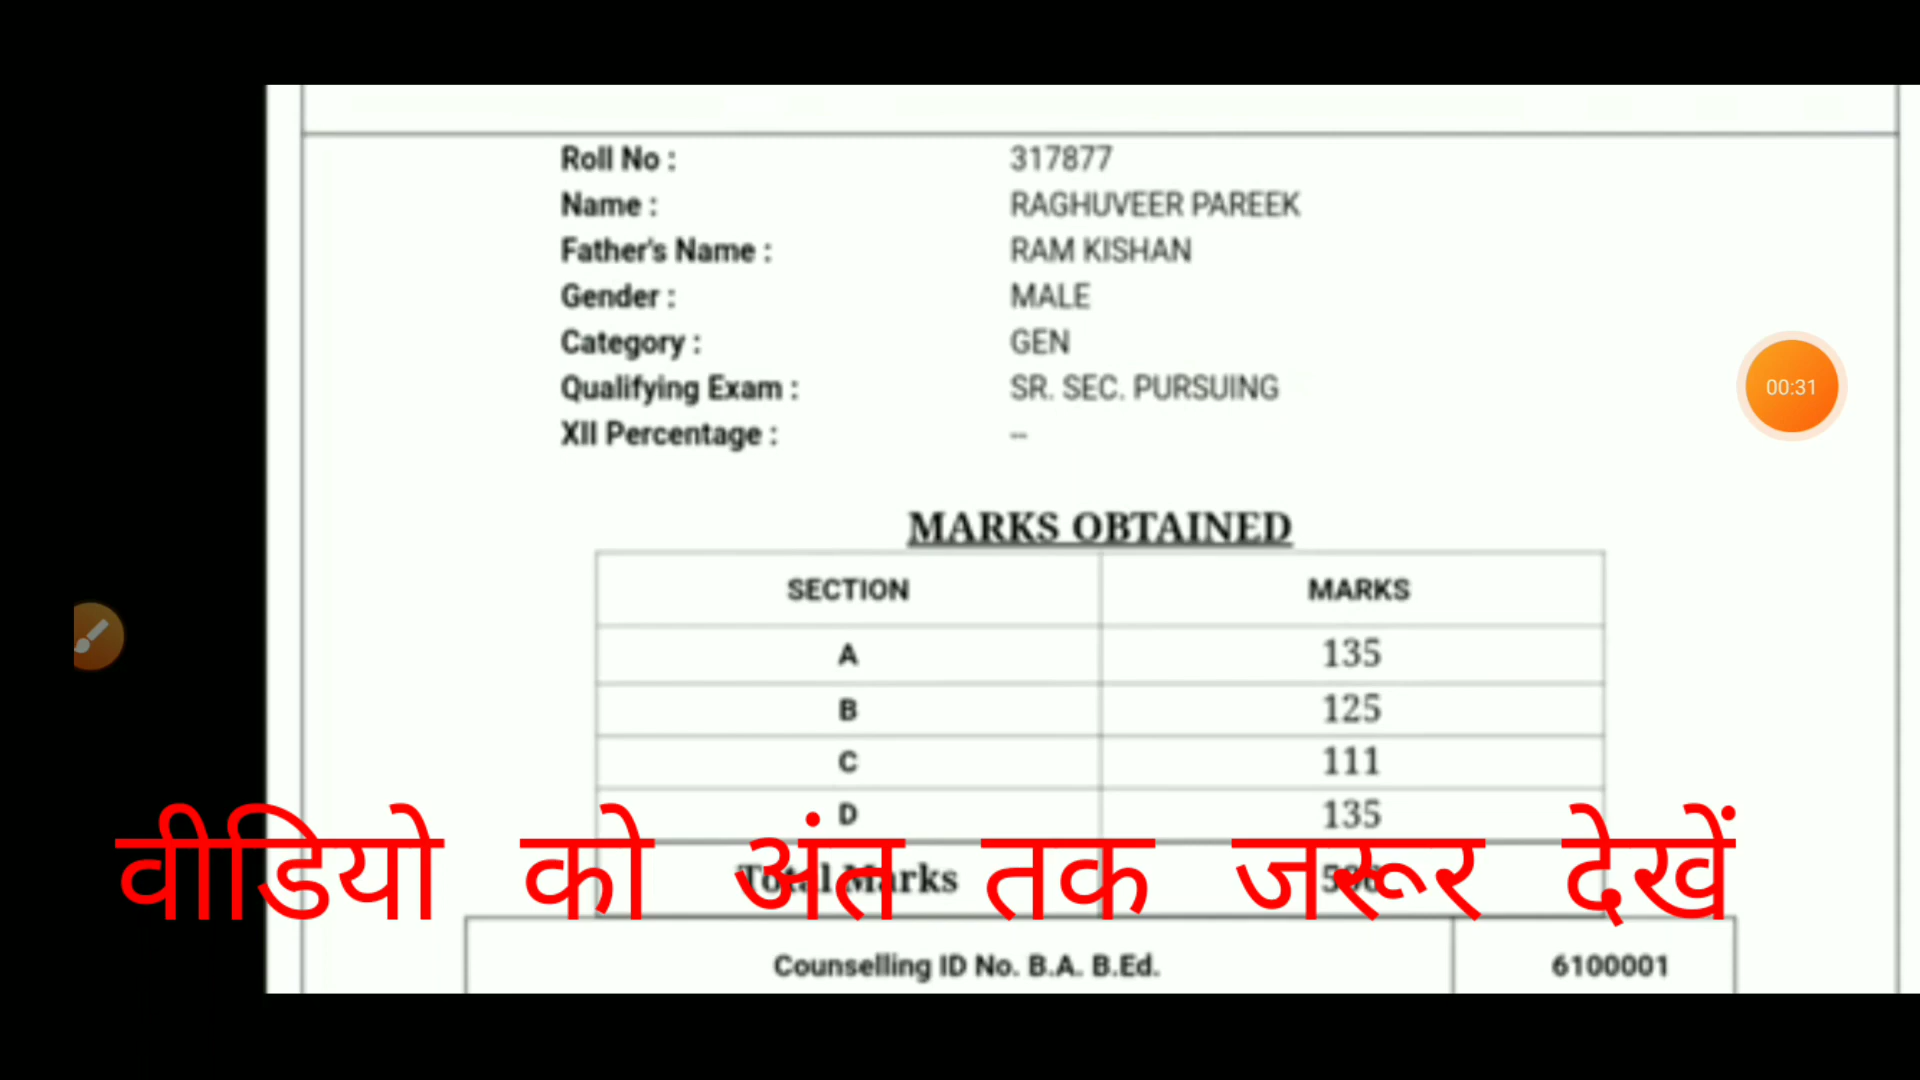 Roll No : 317877
Name : RAGHUVEER PAREEK
Father's Name : RAM KISHAN
Gender : MALE
Category : GEN
Qualifying Exam : SR. SEC. PURSUING
XII Percentage : --
00:31
MARKS OBTAINED
SECTION MARKS
A 135
B 125
C 111
D 135
Total Marks
वीडियो को अंत तक जरूर देखें
Counselling ID No. B.A. B.Ed. 6100001